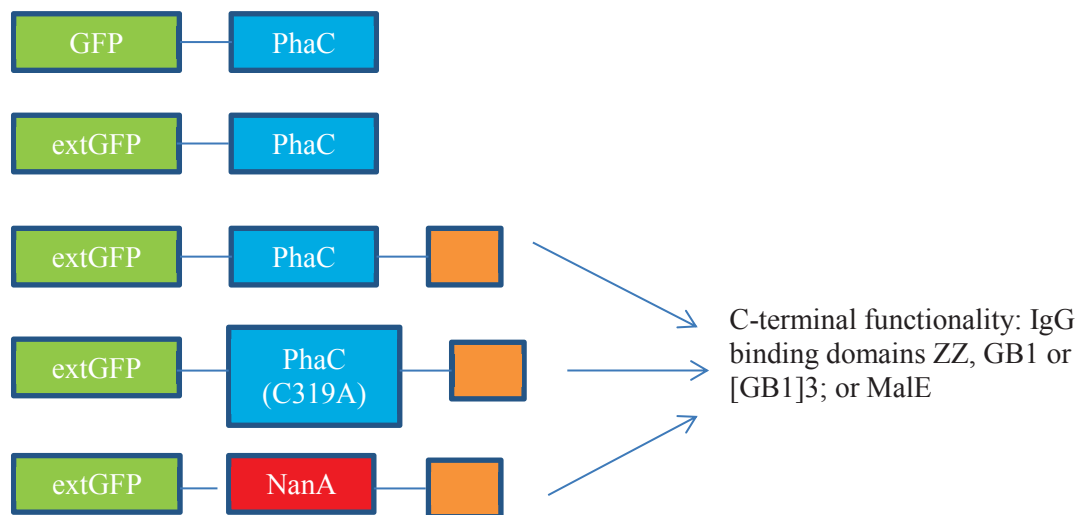 GFP PhaC
extGFP PhaC
extGFP PhaC
extGFP PhaC
(C319A)
extGFP NanA
C-terminal functionality: IgG
binding domains ZZ, GB1 or
[GB1]3; or MalE